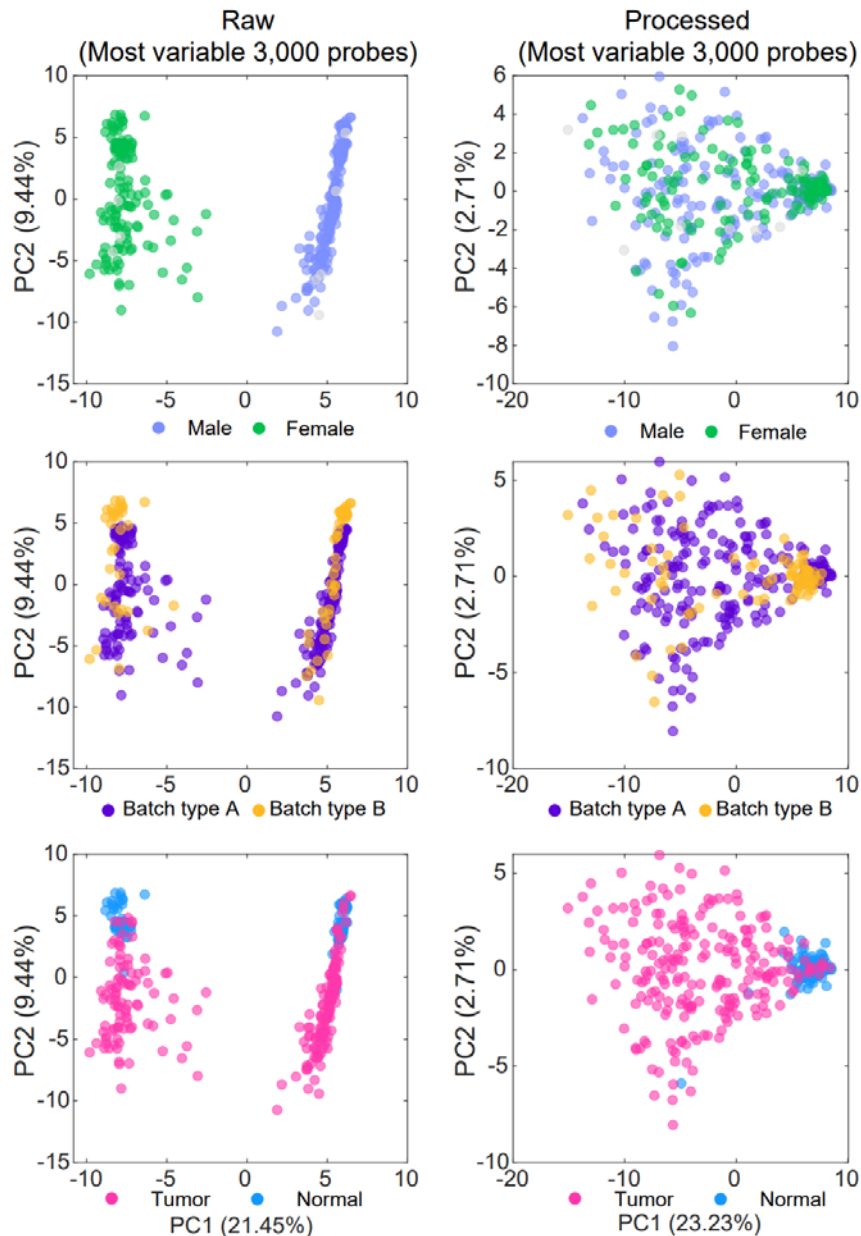 Raw
(Most variable 3,000 probes)
Processed
(Most variable 3,000 probes)
PC2 (9.44%)
10
5
0
-5
-10
-15
-10
-5
0
5
10
Male
Female
PC2 (2.71%)
6
4
2
0
-2
-4
-6
-8
-10
-20
-10
0
10
Male
Female
PC2 (9.44%)
10
5
0
-5
-10
-15
-10
-5
0
5
10
Batch type A
Batch type B
PC2 (2.71%)
5
0
-5
-10
-20
-10
0
10
Batch type A
Batch type B
PC2 (9.44%)
10
5
0
-5
-10
-15
-10
-5
0
5
10
Tumor
Normal
PC1 (21.45%)
PC2 (2.71%)
5
0
-5
-10
-20
-10
0
10
Tumor
Normal
PC1 (23.23%)